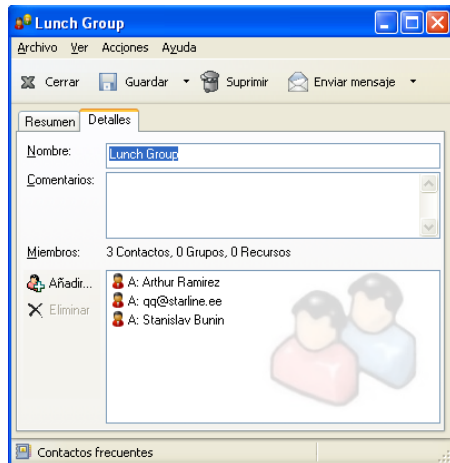 Lunch Group
Archivo Ver Acciones Ayuda
Cerrar Guardar Suprimir Enviar mensaje
Resumen Detalles
Nombre: Lunch Group
Comentarios:
Miembros: 3 Contactos, 0 Grupos, 0 Recursos
Añadir... A: Arthur Ramirez
A: qq@starline.ee
Eliminar A: Stanislav Bunin
Contactos frecuentes